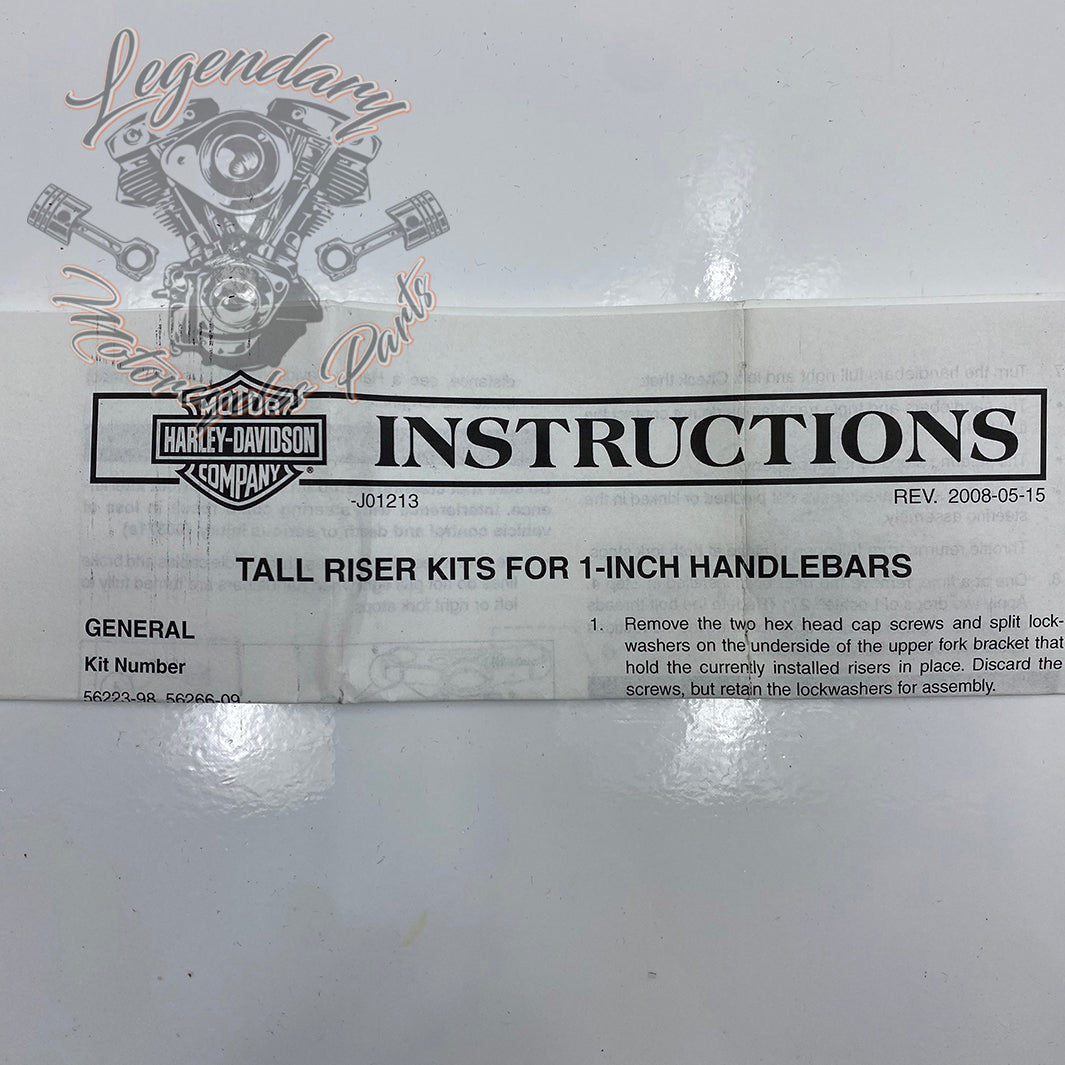 Legendary
Motorcycles Parts
MOTOR
HARLEY-DAVIDSON
COMPANY
®
INSTRUCTIONS
-J01213
REV. 2008-05-15
TALL RISER KITS FOR 1-INCH HANDLEBARS
GENERAL
Kit Number
56223-98, 56266-09
1. Remove the two hex head cap screws and split lock-
washers on the underside of the upper fork bracket that
hold the currently installed risers in place. Discard the
screws, but retain the lockwashers for assembly.